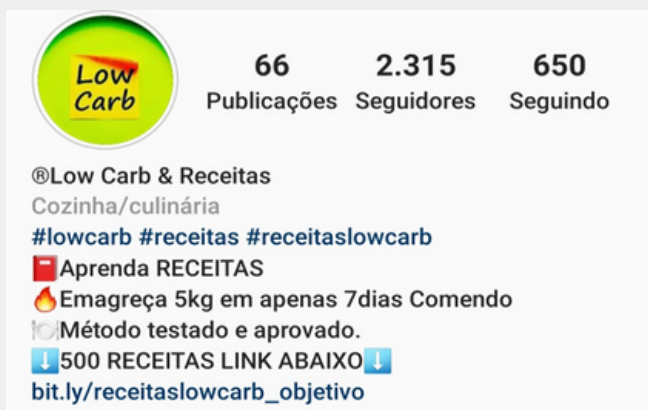 Low
Carb
66 2.315 650
Publicações Seguidores Seguindo
®Low Carb & Receitas
Cozinha/culinária
#lowcarb #receitas #receitaslowcarb
📕Aprenda RECEITAS
🔥Emagreça 5kg em apenas 7dias Comendo
🍽Método testado e aprovado.
⬇️500 RECEITAS LINK ABAIXO⬇️
bit.ly/receitaslowcarb_objetivo